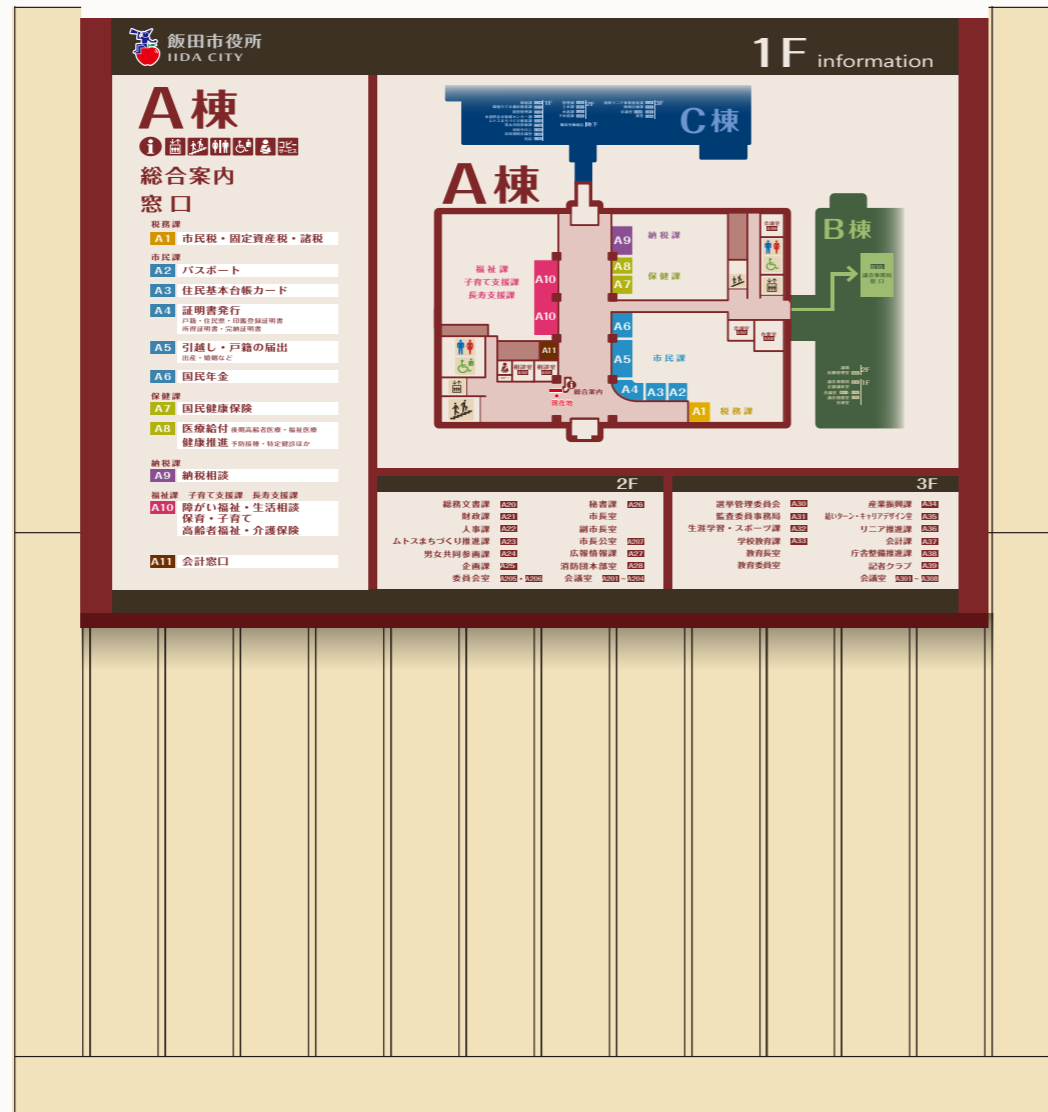 飯田市役所
IIDA CITY
1F information
A棟
総合案内
窓口
税務課
A1 市民税・固定資産税・諸税
市民課
A2 パスポート
A3 住民基本台帳カード
A4 証明書発行
戸籍・住民票・印鑑登録証明書
所得証明書・完納証明書
A5 引越し・戸籍の届出
出産・婚姻など
A6 国民年金
保健課
A7 国民健康保険
A8 医療給付 後期高齢者医療・福祉医療
健康推進 予防接種・特定健診ほか
納税課
A9 納税相談
福祉課 子育て支援課 長寿支援課
A10 障がい福祉・生活相談
保育・子育て
高齢者福祉・介護保険
A11 会計窓口
C棟
A棟
B棟
福祉課
子育て支援課
長寿支援課
A10
A10
A11
A9 納税課
A8
A7
保健課
A6
A5
市民課
A4 A3 A2
A1 税務課
総合案内
現在地
議会事務局
窓口
2F
総務文書課 A20
財政課 A21
人事課 A22
ムトスまちづくり推進課 A23
男女共同参画課 A24
企画課 A25
委員会室 A205・A206
秘書課 A26
市長室
副市長室
市長公室 A207
広報情報課 A27
消防団本部室 A28
会議室 A201~A204
3F
選挙管理委員会 A30
監査委員事務局 A31
生涯学習・スポーツ課 A32
学校教育課 A33
教育長室
教育委員室
産業振興課 A34
結いターン・キャリアデザイン室 A35
リニア推進課 A36
会計課 A37
庁舎整備推進課 A38
記者クラブ A39
会議室 A301~A308